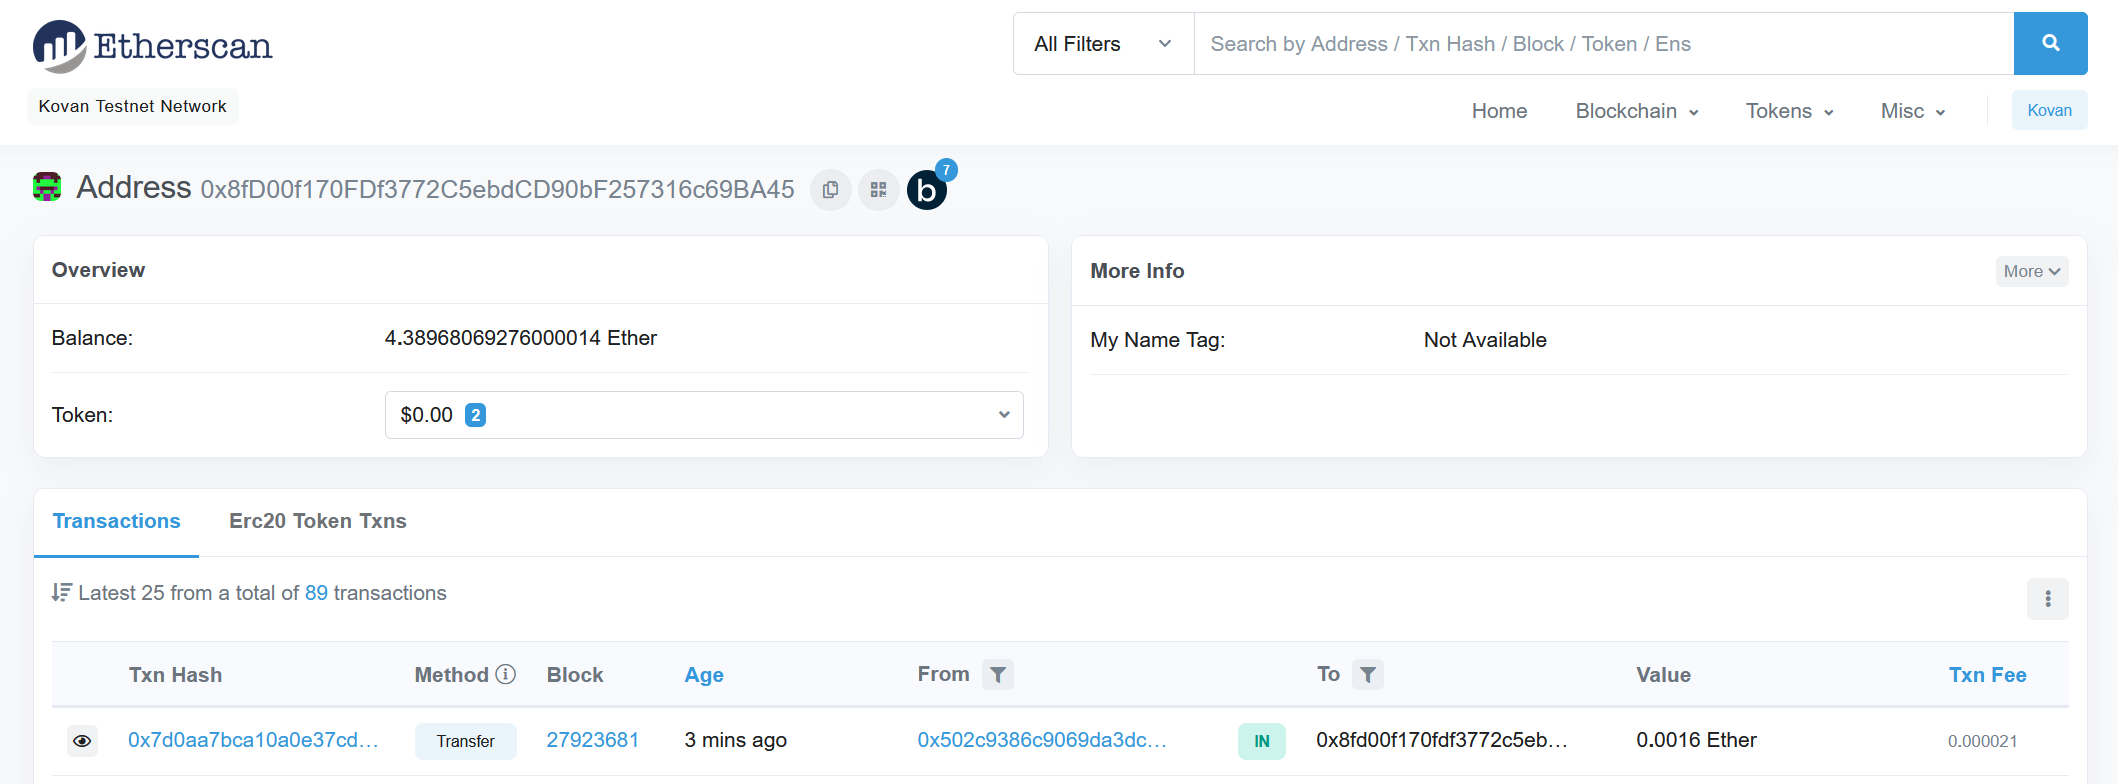 Etherscan
All Filters
Search by Address / Txn Hash / Block / Token / Ens
Kovan Testnet Network
Home Blockchain Tokens Misc Kovan
Address 0x8fD00f170FDf3772C5ebdCD90bF257316c69BA45 b 7
Overview
Balance: 4.38968069276000014 Ether
Token: $0.00 2
More Info More
My Name Tag: Not Available
Transactions Erc20 Token Txns
Latest 25 from a total of 89 transactions
Txn Hash Method Block Age From To Value Txn Fee
0x7d0aa7bca10a0e37cd... Transfer 27923681 3 mins ago 0x502c9386c9069da3dc... IN 0x8fd00f170fdf3772c5eb... 0.0016 Ether 0.000021